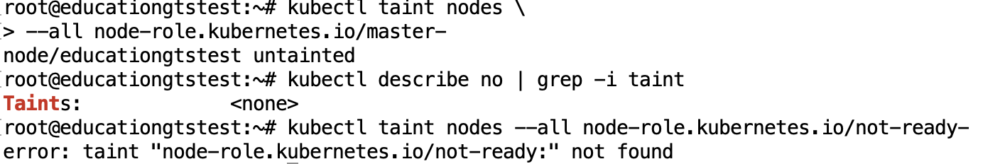 root@educationgtstest:~# kubectl taint nodes \
> --all node-role.kubernetes.io/master-
node/educationgtstest untainted
root@educationgtstest:~# kubectl describe no | grep -i taint
Taints:             <none>
root@educationgtstest:~# kubectl taint nodes --all node-role.kubernetes.io/not-ready-
error: taint "node-role.kubernetes.io/not-ready:" not found